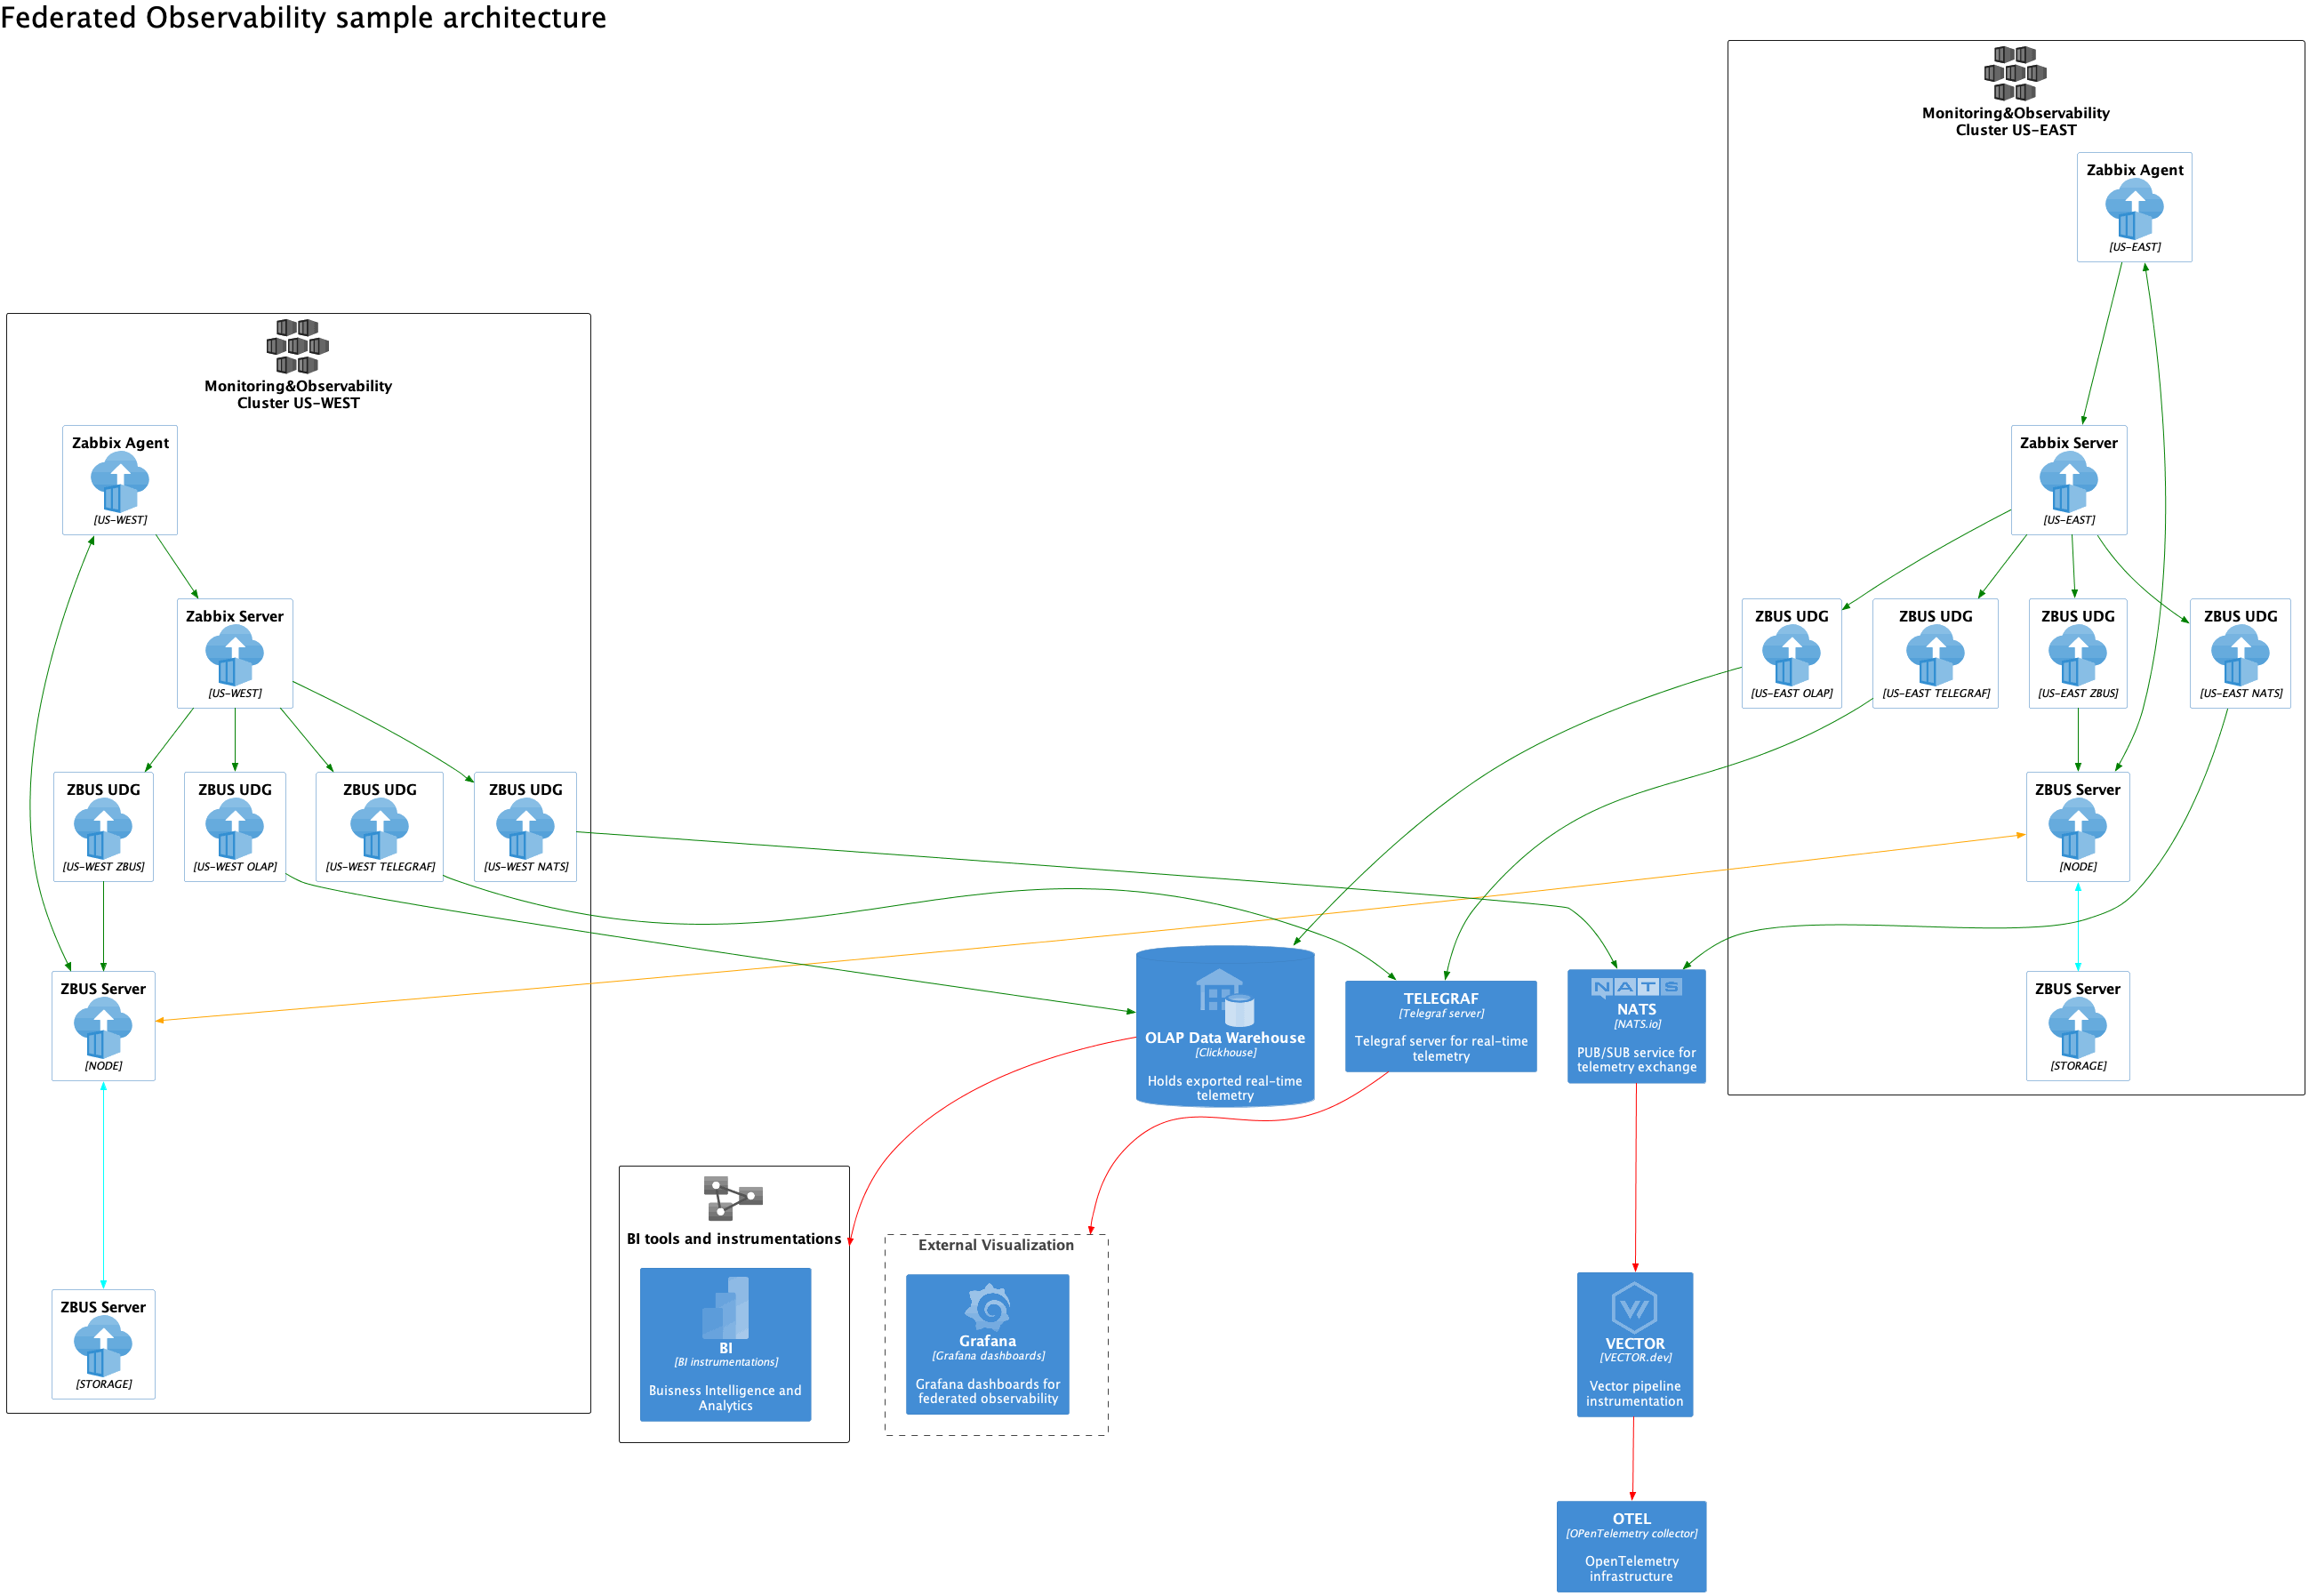 Federated Observability sample architecture
Monitoring&Observability
Cluster US-EAST
Zabbix Agent
[US-EAST]
Zabbix Server
[US-EAST]
ZBUS UDG
[US-EAST OLAP]
ZBUS UDG
[US-EAST TELEGRAF]
ZBUS UDG
[US-EAST ZBUS]
ZBUS UDG
[US-EAST NATS]
ZBUS Server
[NODE]
ZBUS Server
[STORAGE]
Monitoring&Observability
Cluster US-WEST
Zabbix Agent
[US-WEST]
Zabbix Server
[US-WEST]
ZBUS UDG
[US-WEST ZBUS]
ZBUS UDG
[US-WEST OLAP]
ZBUS UDG
[US-WEST TELEGRAF]
ZBUS UDG
[US-WEST NATS]
ZBUS Server
[NODE]
ZBUS Server
[STORAGE]
OLAP Data Warehouse
[Clickhouse]
Holds exported real-time
telemetry
TELEGRAF
[Telegraf server]
Telegraf server for real-time
telemetry
NATS
NATS
[NATS.io]
PUB/SUB service for
telemetry exchange
BI tools and instrumentations
BI
[BI instrumentations]
Buisness Intelligence and
Analytics
External Visualization
Grafana
[Grafana dashboards]
Grafana dashboards for
federated observability
VECTOR
[VECTOR.dev]
Vector pipeline
instrumentation
OTEL
[OPenTelemetry collector]
OpenTelemetry
infrastructure